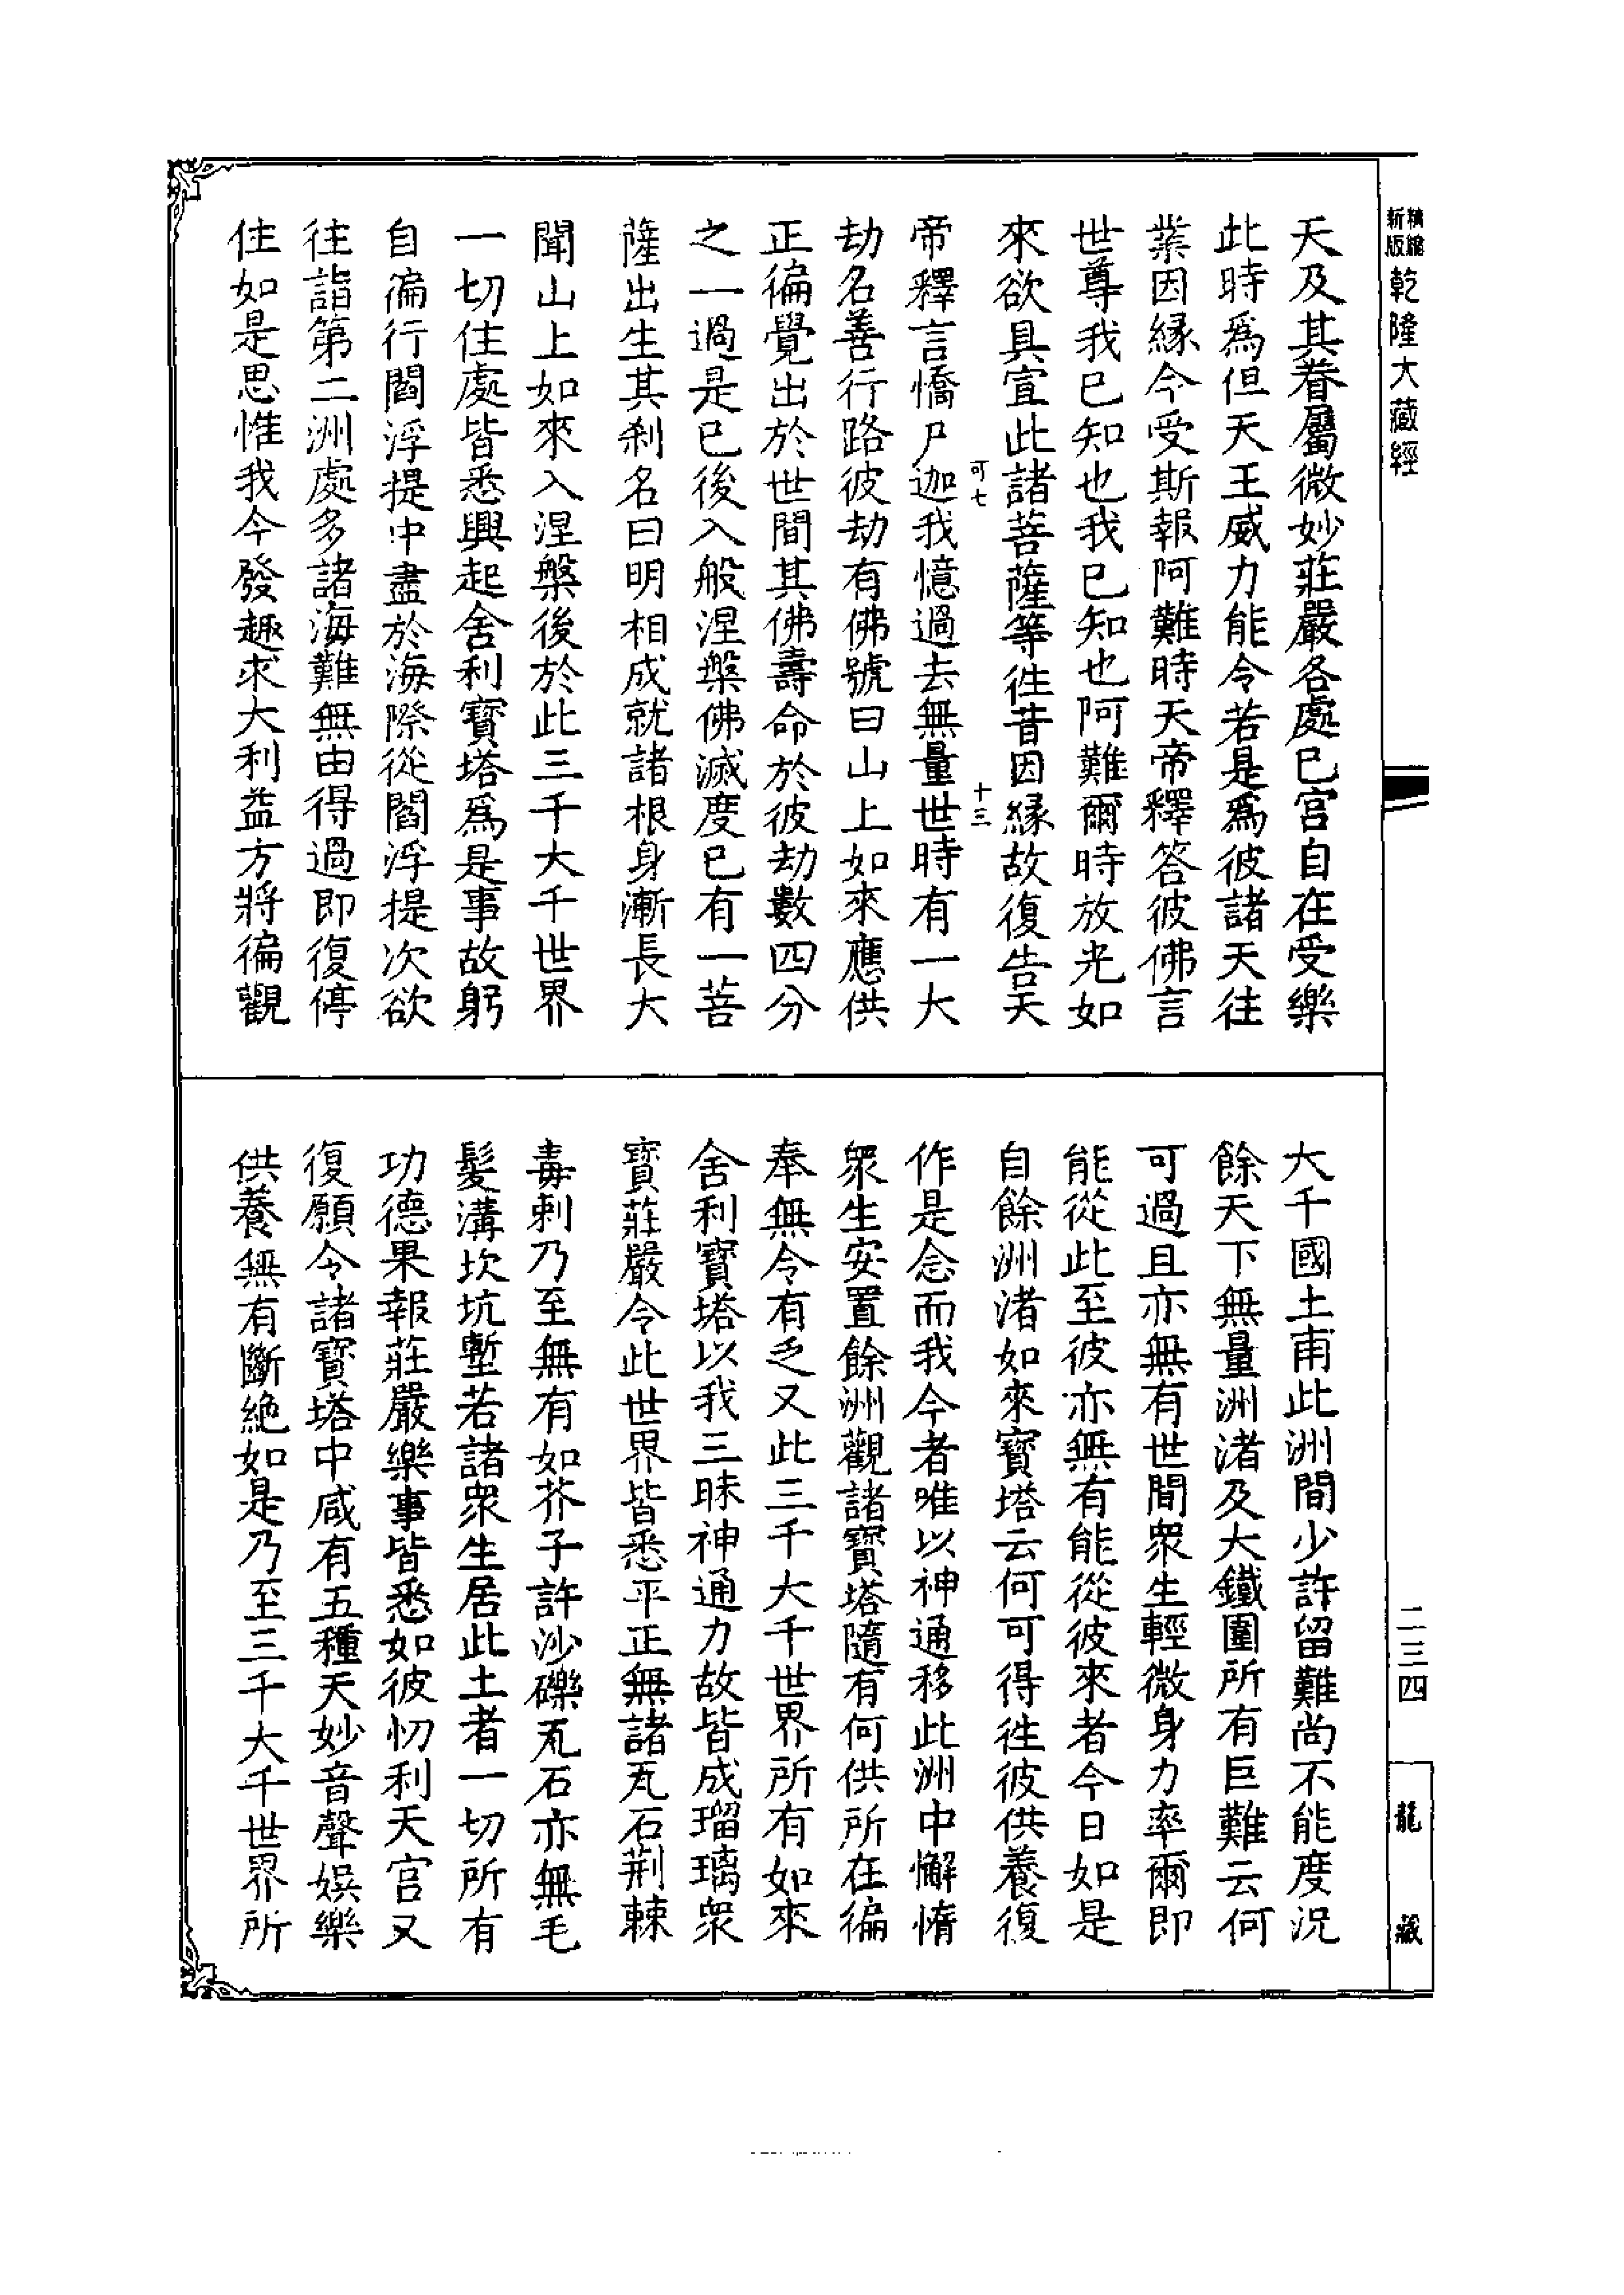 精縮新版乾隆大藏經
天及其眷屬微妙莊嚴各處已宫自在受樂
此時爲但天王威力能令若是爲彼諸天往
業因緣今受斯報阿難時天帝釋答彼佛言
世尊我已知也我已知也阿難爾時放光如
來欲具宣此諸菩薩等徃昔因緣故復告天
可七
十三
帝釋言憍尸迦我憶過去無量世時有一大
劫名善行路彼劫有佛號曰山上如來應供
正徧覺出於世間其佛壽命於彼劫數四分
之一過是已後入般涅槃佛滅度已有一菩
薩出生其刹名曰明相成就諸根身漸長大
聞山上如來入涅槃後於此三千大千世界
一切住處皆悉興起舍利寶塔爲是事故躬
自徧行閻浮提中盡於海際從閻浮提次欲
往詣第二洲處多諸海難無由得過即復停
住如是思惟我今發趣求大利益方將徧觀
大千國土甫此洲間少許留難尚不能度況
餘天下無量洲渚及大鐵圍所有巨難云何
可過且亦無有世間衆生輕微身力率爾即
能從此至彼亦無有能從彼來者今日如是
自餘洲渚如來寶塔云何可得徃彼供養復
作是念而我今者唯以神通移此洲中懈惰
衆生安置餘洲觀諸寶塔隨有何供所在徧
奉無令有乏又此三千大千世界所有如來
舍利寶塔以我三昧神通力故皆成瑠璃衆
寶莊嚴令此世界皆悉平正無諸瓦石荆棘
毒刺乃至無有如芥子許沙礫瓦石亦無毛
髮溝坎坑塹若諸衆生居此土者一切所有
功德果報莊嚴樂事皆悉如彼忉利天宫又
復願令諸寶塔中咸有五種天妙音聲娛樂
供養無有斷絶如是乃至三千大千世界所
二三四
龍藏